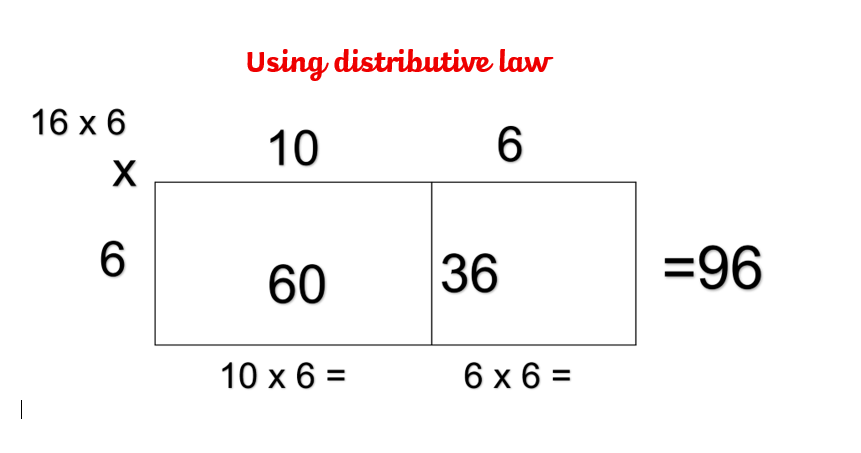 Using distributive law
16 x 6
x
10
6
6
60
36
=96
10 x 6 =
6 x 6 =